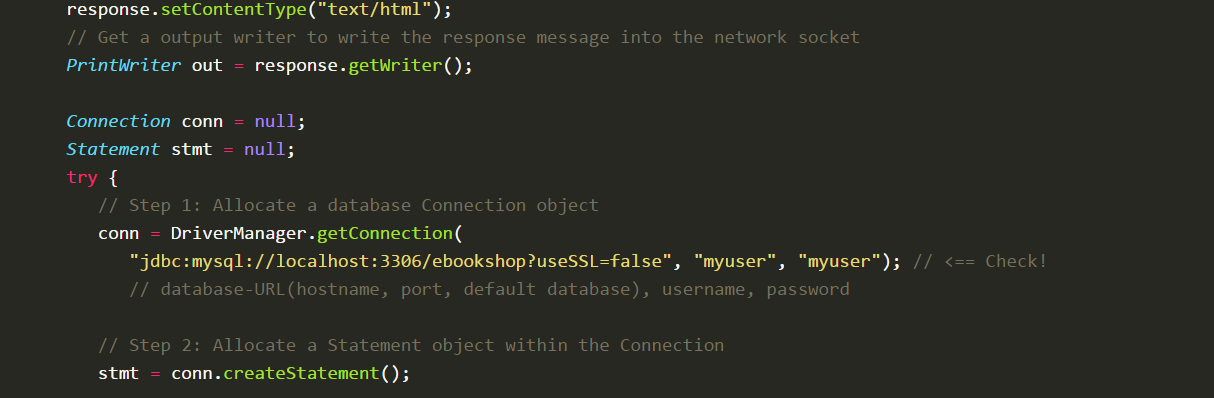 response.setContentType("text/html");
// Get a output writer to write the response message into the network socket
PrintWriter out = response.getWriter();
Connection conn = null;
Statement stmt = null;
try {
// Step 1: Allocate a database Connection object
conn = DriverManager.getConnection(
"jdbc:mysql://localhost:3306/ebookshop?useSSL=false", "myuser", "myuser"); // <== Check!
// database-URL(hostname, port, default database), username, password
// Step 2: Allocate a Statement object within the Connection
stmt = conn.createStatement();